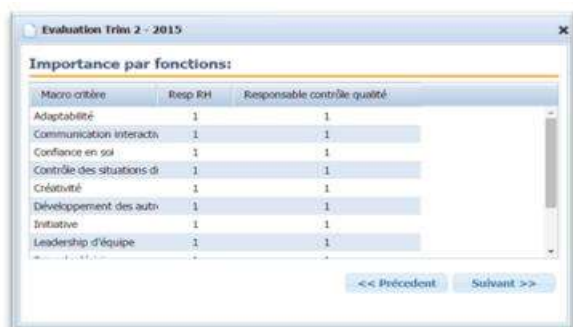 Evaluation Trim 2 - 2015
Importance par fonctions:
Macro critère Resp RH Responsable contrôle qualité
Adaptabilité 1 1
Communication interactiv 1 1
Confiance en soi 1 1
Contrôle des situations di 1 1
Créativité 1 1
Développement des autr 1 1
Initiative 1 1
Leadership d'équipe 1 1
<< Précedent Suivant >>